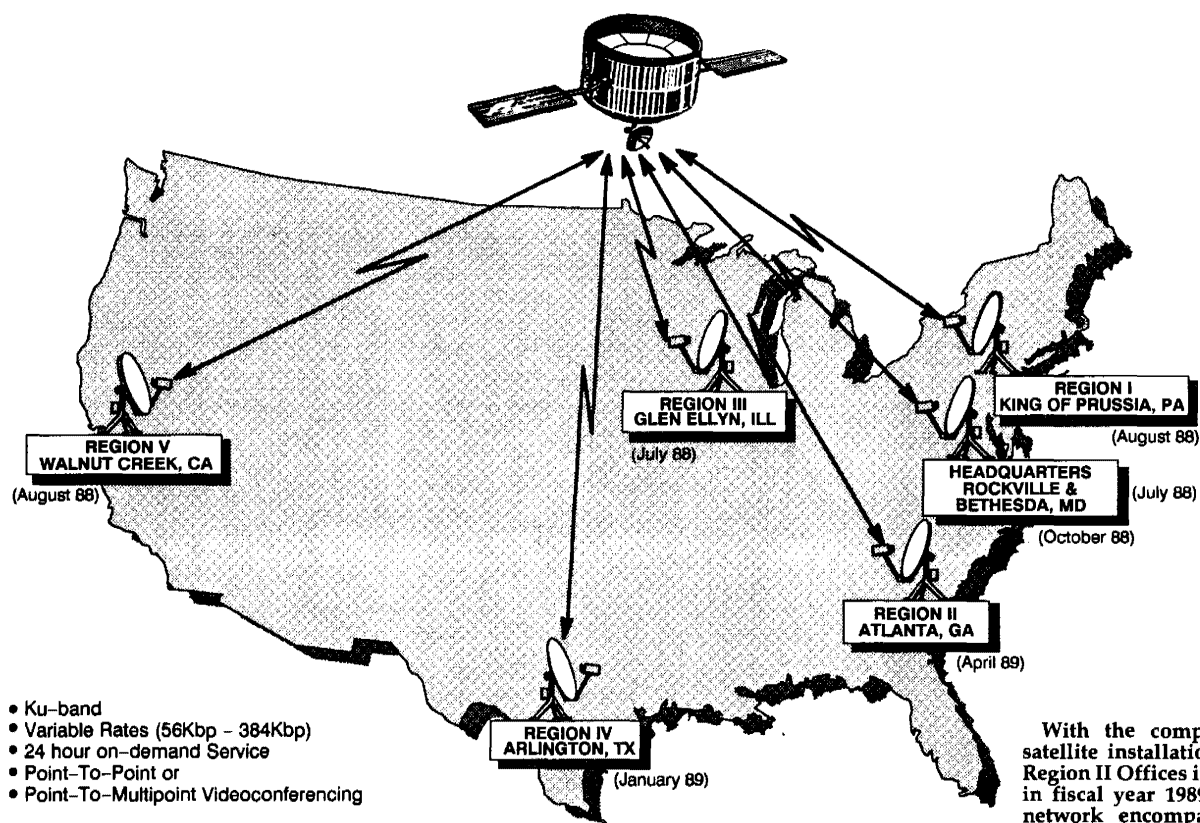 REGION I
KING OF PRUSSIA, PA
(August 88)
REGION III
GLEN ELLYN, ILL
(July 88)
REGION V
WALNUT CREEK, CA
(August 88)
HEADQUARTERS
ROCKVILLE &
BETHESDA, MD
(July 88)
(October 88)
REGION II
ATLANTA, GA
(April 89)
REGION IV
ARLINGTON, TX
(January 89)
• Ku-band
• Variable Rates (56Kbp - 384Kbp)
• 24 hour on-demand Service
• Point-To-Point or
• Point-To-Multipoint Videoconferencing
With the comp
satellite installatio
Region II Offices i
in fiscal year 1989
network encompa